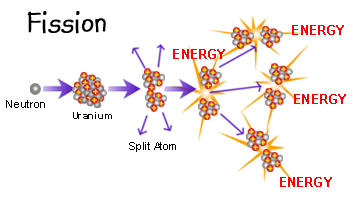 Fission
ENERGY
ENERGY
Neutron
Uranium
ENERGY
Split Atom
ENERGY